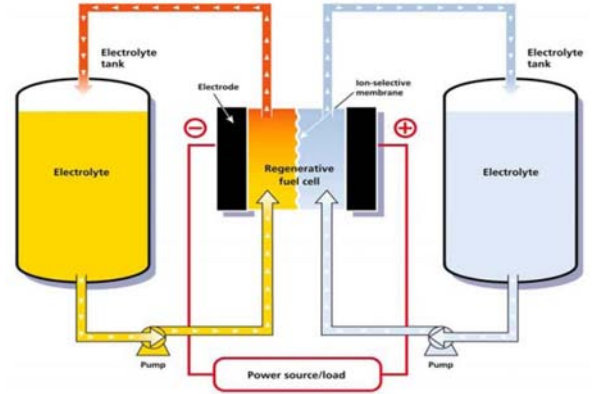 Electrolyte
tank
Electrolyte
tank
Electrode
Ion-selective
membrane
−
+
Electrolyte
Regenerative
fuel cell
Electrolyte
Pump
Pump
Power source/load